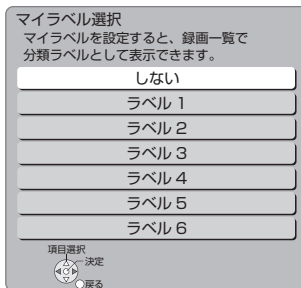 マイラベル選択
マイラベルを設定すると、録画一覧で
分類ラベルとして表示できます。
しない
ラベル 1
ラベル 2
ラベル 3
ラベル 4
ラベル 5
ラベル 6
項目選択
決定
戻る